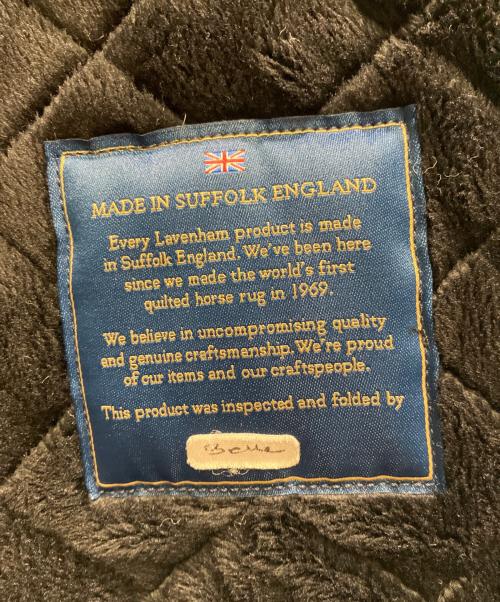 MADE IN SUFFOLK ENGLAND
Every Lavenham product is made
in Suffolk England. We've been here
since we made the world's first
quilted horse rug in 1969.
We believe in uncompromising quality
and genuine craftsmanship. We're proud
of our items and our craftspeople.
This product was inspected and folded by